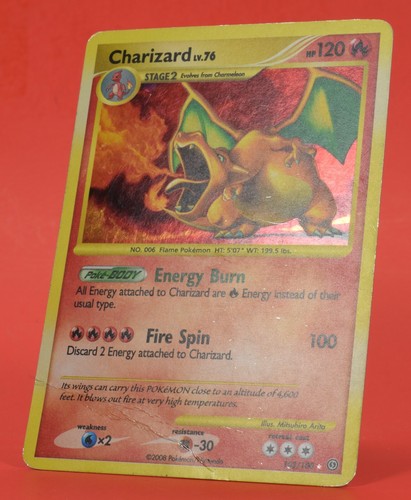 Charizard LV.76 HP 120
STAGE 2 Evolves from Charmeleon
NO. 006 Flame Pokémon HT: 5'07" WT: 199.5 lbs.
Poké-BODY Energy Burn
All Energy attached to Charizard are Energy instead of their
usual type.
Fire Spin 100
Discard 2 Energy attached to Charizard.
Its wings can carry this POKéMON close to an altitude of 4,600
feet. It blows out fire at very high temperatures.
Illus. Mitsuhiro Arita
weakness resistance retreat cost
×2 -30
©2008 Pokémon